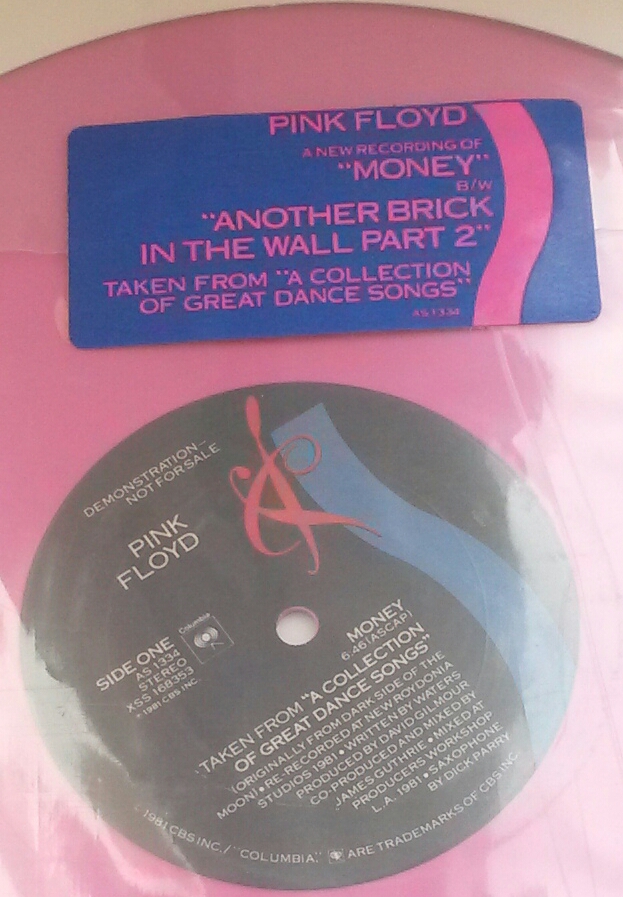 PINK FLOYD
A NEW RECORDING OF
"MONEY"
B/W
"ANOTHER BRICK
IN THE WALL PART 2"
TAKEN FROM "A COLLECTION
OF GREAT DANCE SONGS"
AS 1334
DEMONSTRATION–
NOT FOR SALE
PINK
FLOYD
SIDE ONE
AS 1334
STEREO
XSS 168353
℗ 1981 CBS INC.
Columbia
MONEY
6:46 (ASCAP)
TAKEN FROM "A COLLECTION
OF GREAT DANCE SONGS"
(ORIGINALLY FROM DARK SIDE OF THE
MOON) • RE-RECORDED AT NEW ROYDONIA
STUDIOS 1981 • WRITTEN BY WATERS
PRODUCED BY DAVID GILMOUR
CO-PRODUCED AND MIXED BY
JAMES GUTHRIE • MIXED AT
PRODUCERS WORKSHOP
L.A. 1981 • SAXOPHONE
BY DICK PARRY
1981 CBS INC./"COLUMBIA," ARE TRADEMARKS OF CBS INC.